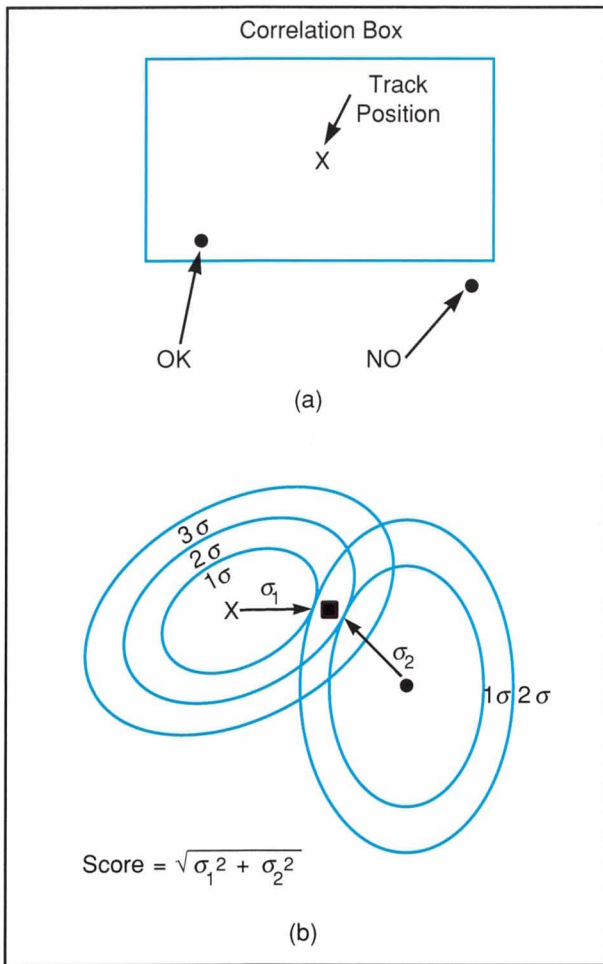 Correlation Box
Track
Position
X
OK
NO
(a)
3σ
2σ
1σ
σ₁
X
σ₂
1σ 2σ
Score = √σ₁² + σ₂²
(b)